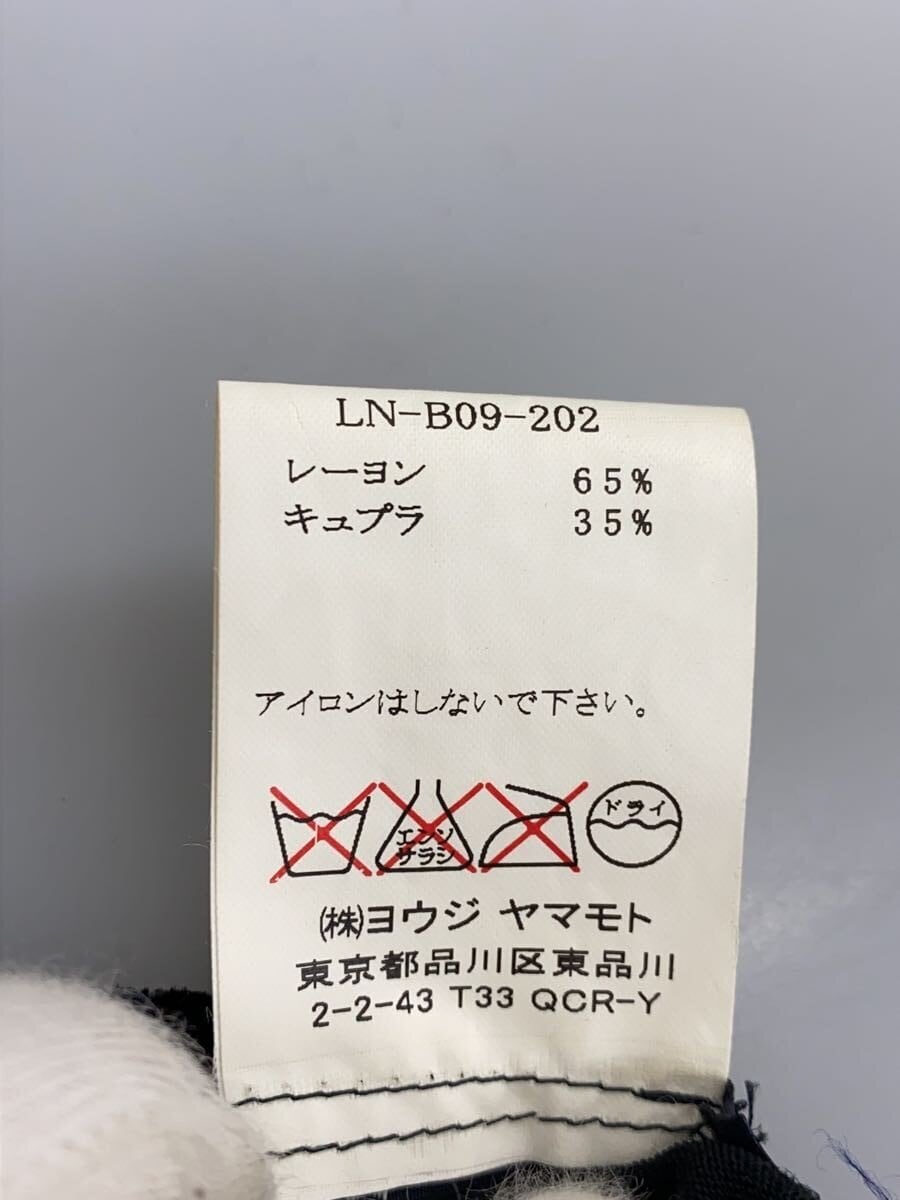 LN-B09-202
レーヨン 65%
キュプラ 35%
アイロンはしないで下さい。
エンソ
サラシ
ドライ
㈱ヨウジ ヤマモト
東京都品川区東品川
2-2-43 T33 QCR-Y